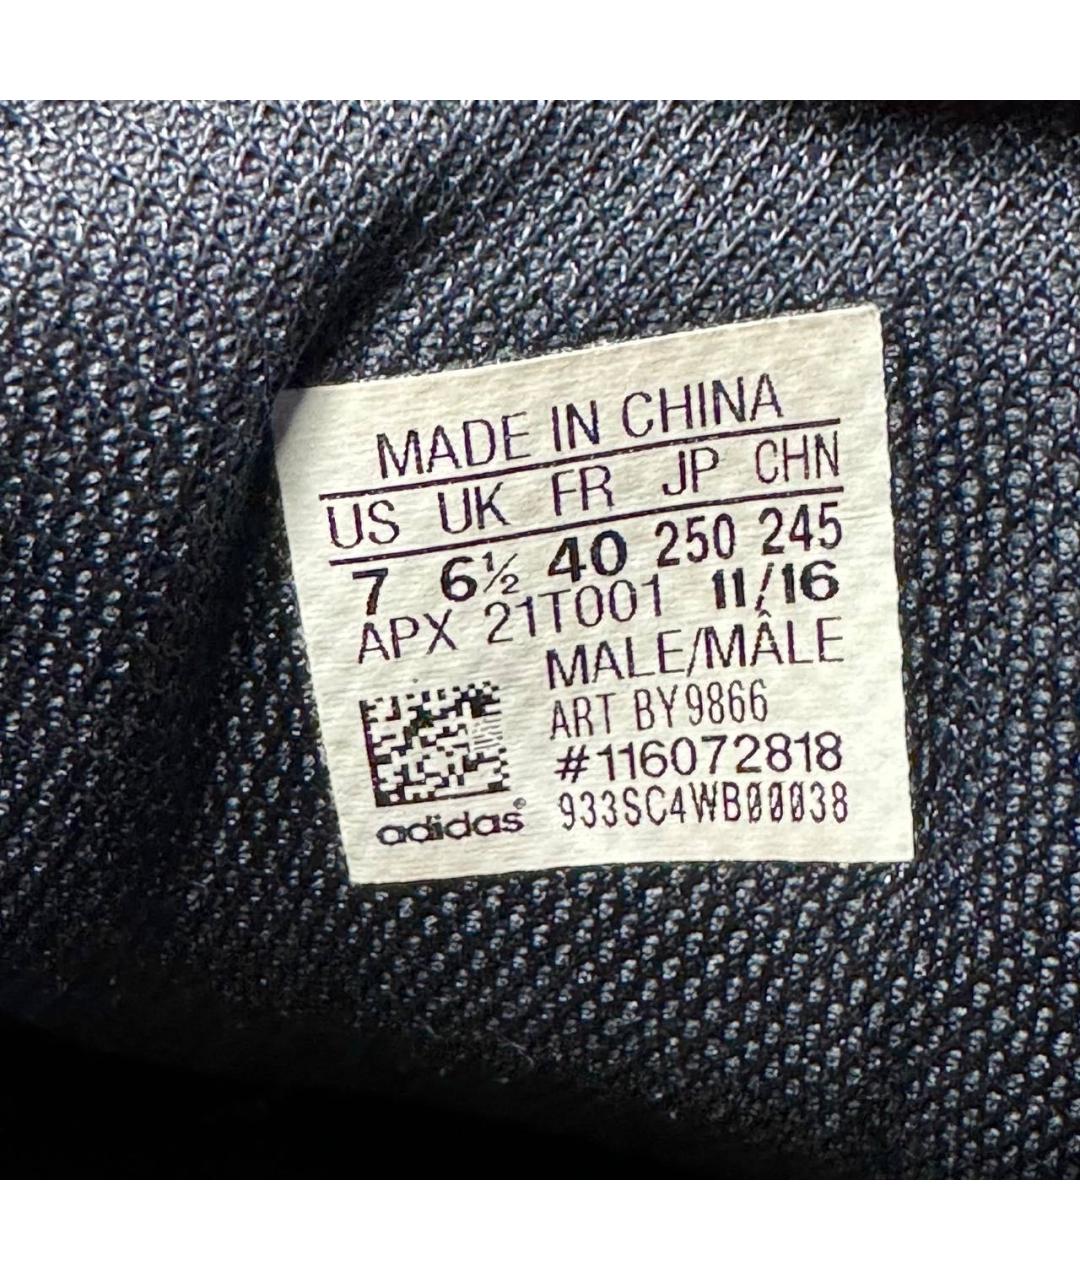 MADE IN CHINA
US UK FR JP CHN
7 6½ 40 250 245
APX 21T001 11/16
MALE/MÂLE
ART BY9866
#116072818
adidas® 933SC4WB00038